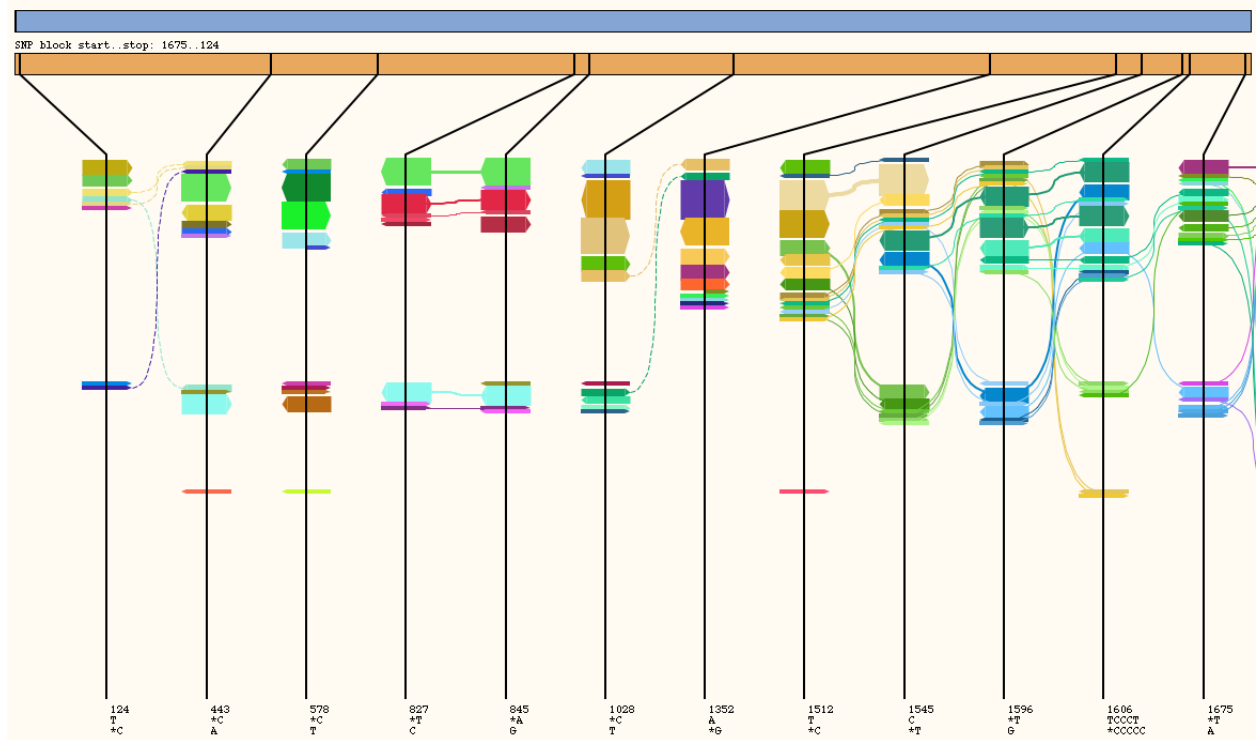 SNP block start..stop: 1675..124
124 443 578 827 845 1028 1352 1512 1545 1596 1606 1675
T *C *C *T *A *C A T C *T TCCCT *T
*C A T C G T *G *C *T G *CCCCC A